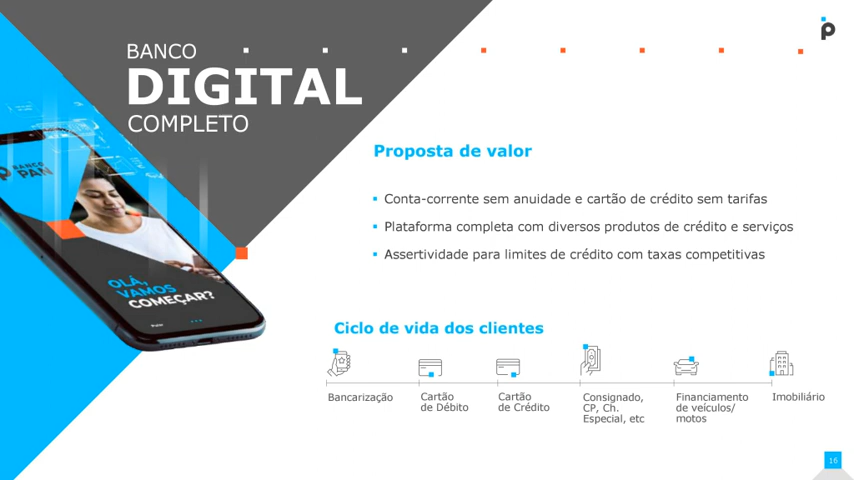 BANCO
DIGITAL
COMPLETO
p
BANCO
PAN
OLÁ,
VAMOS
COMEÇAR?
Proposta de valor
Conta-corrente sem anuidade e cartão de crédito sem tarifas
Plataforma completa com diversos produtos de crédito e serviços
Assertividade para limites de crédito com taxas competitivas
Ciclo de vida dos clientes
Bancarização
Cartão
de Débito
Cartão
de Crédito
Consignado,
CP, Ch.
Especial, etc
Financiamento
de veículos/
motos
Imobiliário
16